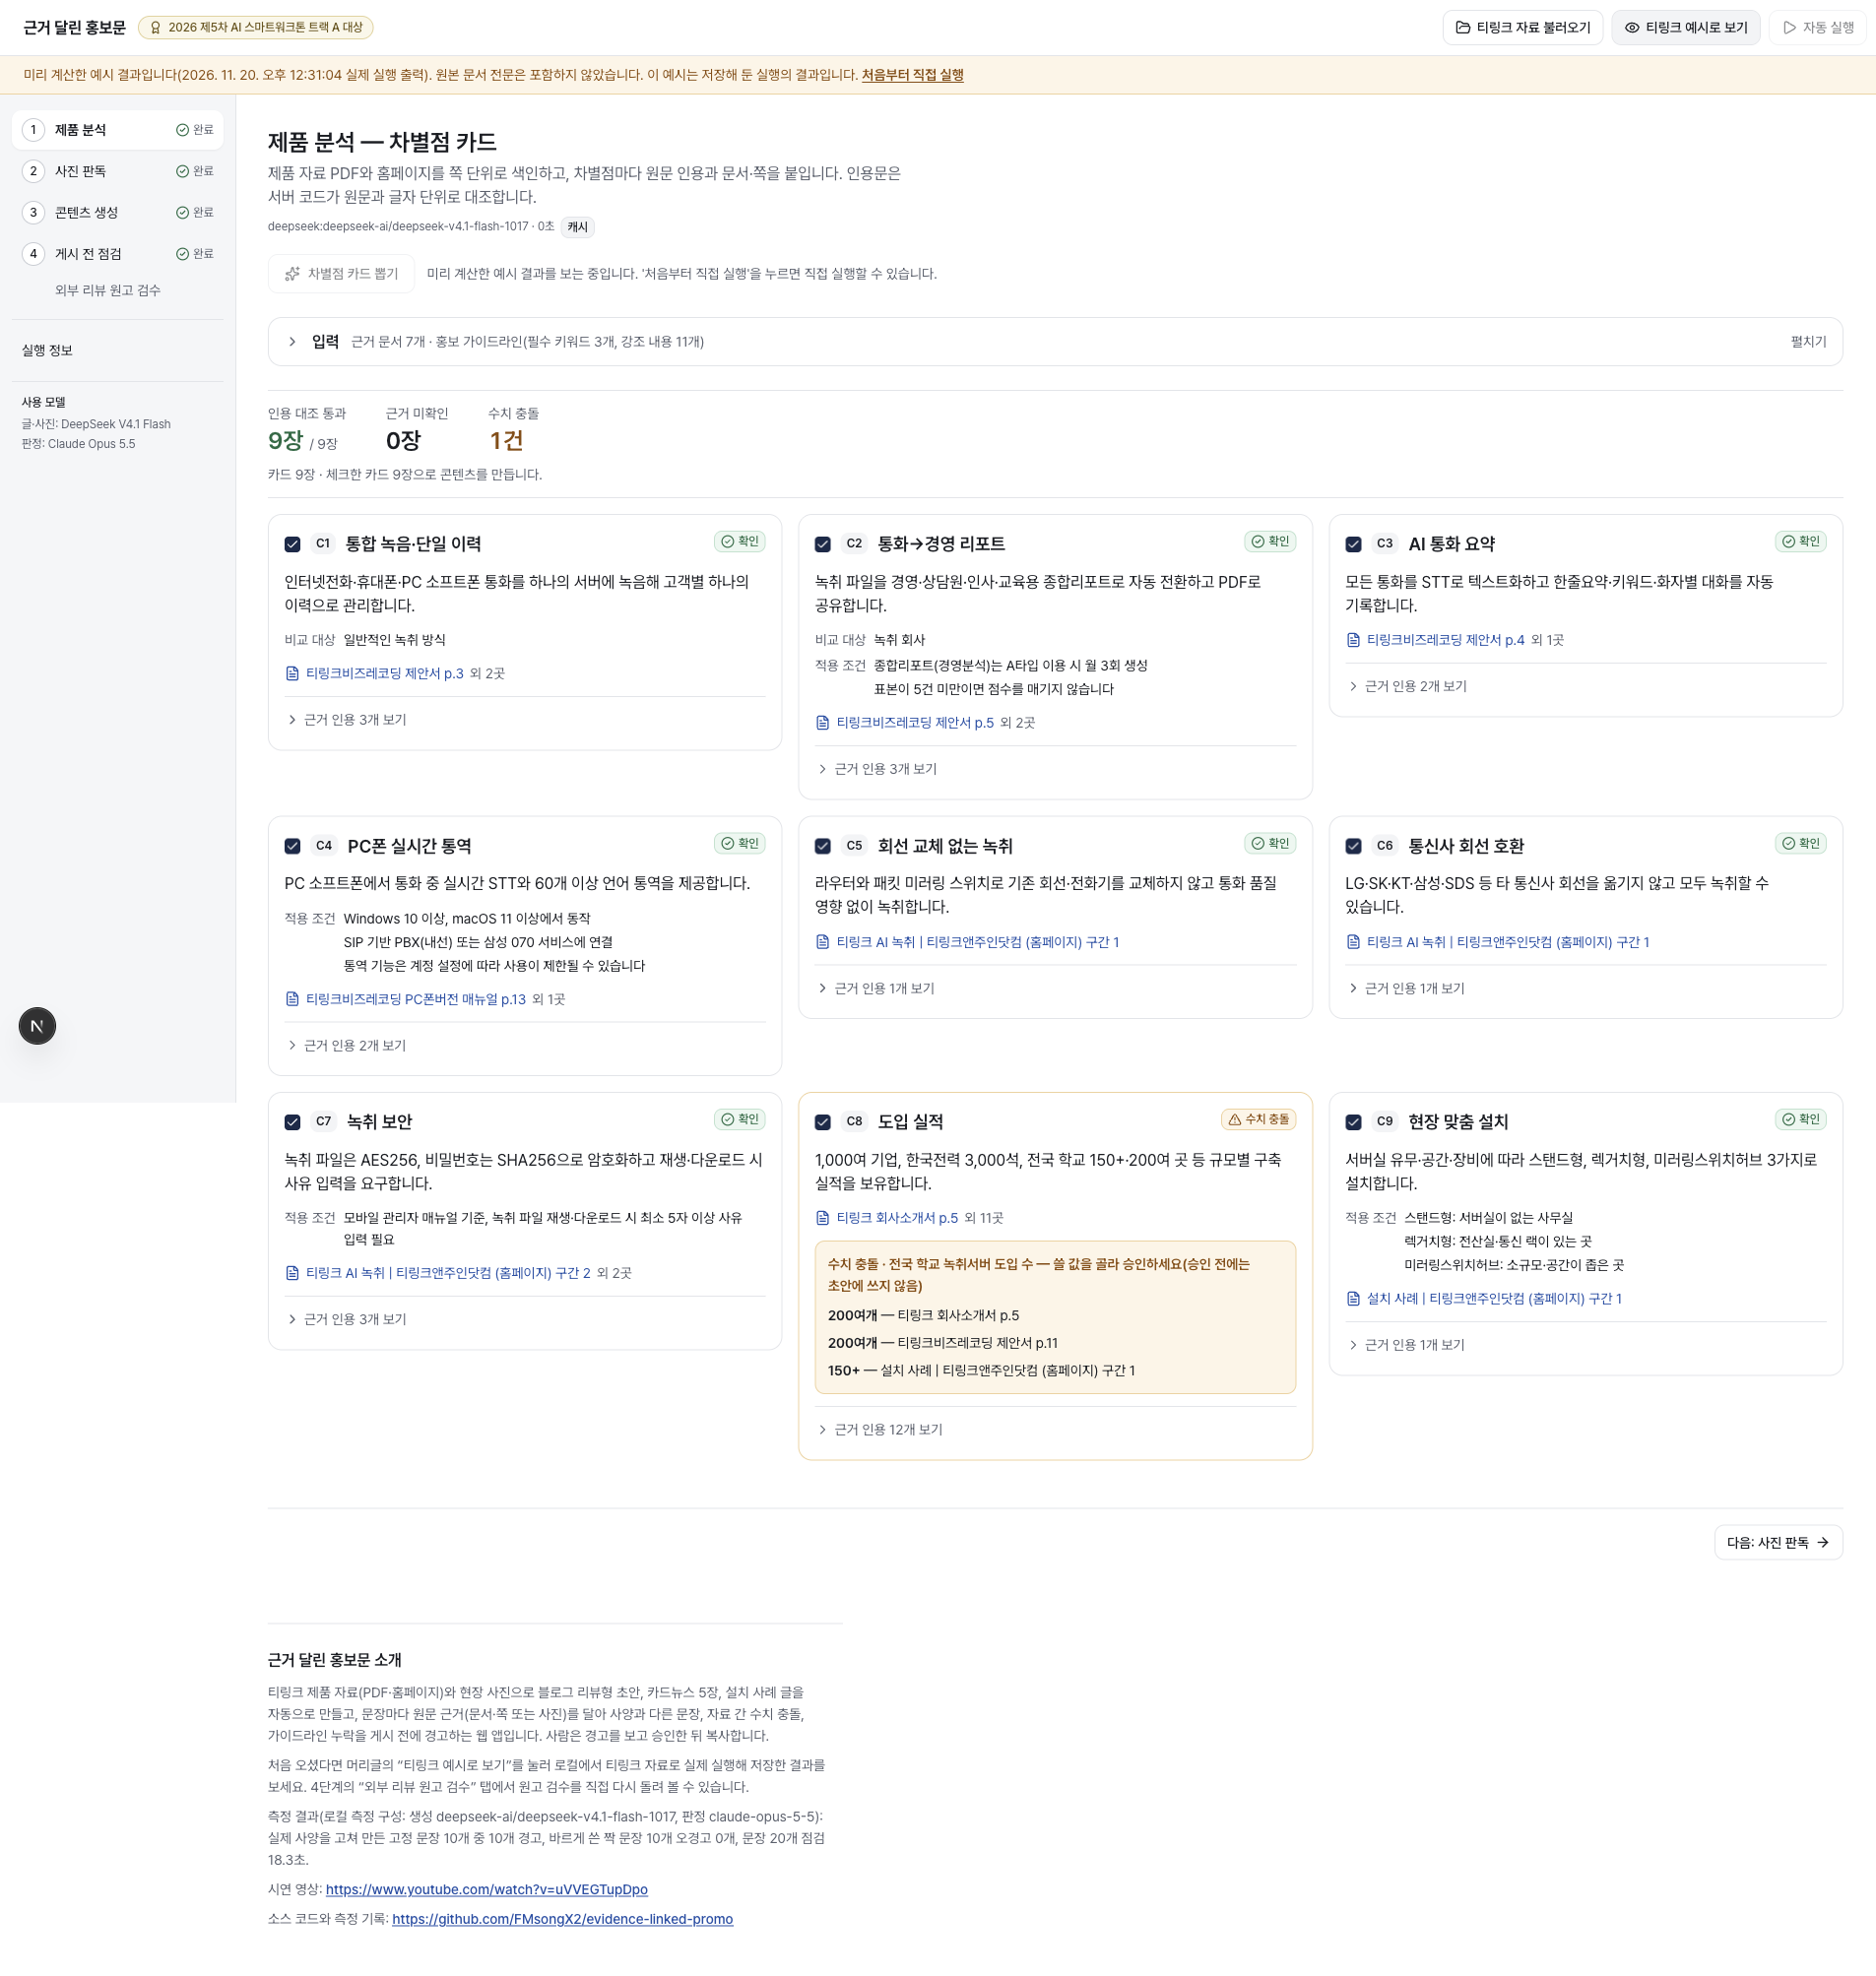 근거 달린 홍보문
2026 제5차 AI 스마트워크톤 트랙 A 대상
티링크 자료 불러오기
티링크 예시로 보기
자동 실행
미리 계산한 예시 결과입니다(2026. 11. 20. 오후 12:31:04 실제 실행 출력). 원본 문서 전문은 포함하지 않았습니다. 이 예시는 저장해 둔 실행의 결과입니다. 처음부터 직접 실행
1 제품 분석 완료
2 사진 판독 완료
3 콘텐츠 생성 완료
4 게시 전 점검 완료
외부 리뷰 원고 검수
실행 정보
사용 모델
글·사진: DeepSeek V4.1 Flash
판정: Claude Opus 5.5
N
제품 분석 — 차별점 카드
제품 자료 PDF와 홈페이지를 쪽 단위로 색인하고, 차별점마다 원문 인용과 문서·쪽을 붙입니다. 인용문은
서버 코드가 원문과 글자 단위로 대조합니다.
deepseek:deepseek-ai/deepseek-v4.1-flash-1017 · 0초 캐시
차별점 카드 뽑기 미리 계산한 예시 결과를 보는 중입니다. '처음부터 직접 실행'을 누르면 직접 실행할 수 있습니다.
입력 근거 문서 7개 · 홍보 가이드라인(필수 키워드 3개, 강조 내용 11개) 펼치기
인용 대조 통과 근거 미확인 수치 충돌
9장 / 9장 0장 1건
카드 9장 · 체크한 카드 9장으로 콘텐츠를 만듭니다.
C1 통합 녹음·단일 이력 확인
인터넷전화·휴대폰·PC 소프트폰 통화를 하나의 서버에 녹음해 고객별 하나의
이력으로 관리합니다.
비교 대상 일반적인 녹취 방식
티링크비즈레코딩 제안서 p.3 외 2곳
근거 인용 3개 보기
C2 통화→경영 리포트 확인
녹취 파일을 경영·상담원·인사·교육용 종합리포트로 자동 전환하고 PDF로
공유합니다.
비교 대상 녹취 회사
적용 조건 종합리포트(경영분석)는 A타입 이용 시 월 3회 생성
표본이 5건 미만이면 점수를 매기지 않습니다
티링크비즈레코딩 제안서 p.5 외 2곳
근거 인용 3개 보기
C3 AI 통화 요약 확인
모든 통화를 STT로 텍스트화하고 한줄요약·키워드·화자별 대화를 자동
기록합니다.
티링크비즈레코딩 제안서 p.4 외 1곳
근거 인용 2개 보기
C4 PC폰 실시간 통역 확인
PC 소프트폰에서 통화 중 실시간 STT와 60개 이상 언어 통역을 제공합니다.
적용 조건 Windows 10 이상, macOS 11 이상에서 동작
SIP 기반 PBX(내선) 또는 삼성 070 서비스에 연결
통역 기능은 계정 설정에 따라 사용이 제한될 수 있습니다
티링크비즈레코딩 PC폰버전 매뉴얼 p.13 외 1곳
근거 인용 2개 보기
C5 회선 교체 없는 녹취 확인
라우터와 패킷 미러링 스위치로 기존 회선·전화기를 교체하지 않고 통화 품질
영향 없이 녹취합니다.
티링크 AI 녹취 | 티링크앤주인닷컴 (홈페이지) 구간 1
근거 인용 1개 보기
C6 통신사 회선 호환 확인
LG·SK·KT·삼성·SDS 등 타 통신사 회선을 옮기지 않고 모두 녹취할 수
있습니다.
티링크 AI 녹취 | 티링크앤주인닷컴 (홈페이지) 구간 1
근거 인용 1개 보기
C7 녹취 보안 확인
녹취 파일은 AES256, 비밀번호는 SHA256으로 암호화하고 재생·다운로드 시
사유 입력을 요구합니다.
적용 조건 모바일 관리자 매뉴얼 기준, 녹취 파일 재생·다운로드 시 최소 5자 이상 사유
입력 필요
티링크 AI 녹취 | 티링크앤주인닷컴 (홈페이지) 구간 2 외 2곳
근거 인용 3개 보기
C8 도입 실적 수치 충돌
1,000여 기업, 한국전력 3,000석, 전국 학교 150+·200여 곳 등 규모별 구축
실적을 보유합니다.
티링크 회사소개서 p.5 외 11곳
수치 충돌 · 전국 학교 녹취서버 도입 수 — 쓸 값을 골라 승인하세요(승인 전에는
초안에 쓰지 않음)
200여개 — 티링크 회사소개서 p.5
200여개 — 티링크비즈레코딩 제안서 p.11
150+ — 설치 사례 | 티링크앤주인닷컴 (홈페이지) 구간 1
근거 인용 12개 보기
C9 현장 맞춤 설치 확인
서버실 유무·공간·장비에 따라 스탠드형, 렉거치형, 미러링스위치허브 3가지로
설치합니다.
적용 조건 스탠드형: 서버실이 없는 사무실
렉거치형: 전산실·통신 랙이 있는 곳
미러링스위치허브: 소규모·공간이 좁은 곳
설치 사례 | 티링크앤주인닷컴 (홈페이지) 구간 1
근거 인용 1개 보기
다음: 사진 판독
근거 달린 홍보문 소개
티링크 제품 자료(PDF·홈페이지)와 현장 사진으로 블로그 리뷰형 초안, 카드뉴스 5장, 설치 사례 글을
자동으로 만들고, 문장마다 원문 근거(문서·쪽 또는 사진)를 달아 사양과 다른 문장, 자료 간 수치 충돌,
가이드라인 누락을 게시 전에 경고하는 웹 앱입니다. 사람은 경고를 보고 승인한 뒤 복사합니다.
처음 오셨다면 머리글의 “티링크 예시로 보기”를 눌러 로컬에서 티링크 자료로 실제 실행해 저장한 결과를
보세요. 4단계의 “외부 리뷰 원고 검수” 탭에서 원고 검수를 직접 다시 돌려 볼 수 있습니다.
측정 결과(로컬 측정 구성: 생성 deepseek-ai/deepseek-v4.1-flash-1017, 판정 claude-opus-5-5):
실제 사양을 고쳐 만든 고정 문장 10개 중 10개 경고, 바르게 쓴 짝 문장 10개 오경고 0개, 문장 20개 점검
18.3초.
시연 영상: https://www.youtube.com/watch?v=uVVEGTupDpo
소스 코드와 측정 기록: https://github.com/FMsongX2/evidence-linked-promo